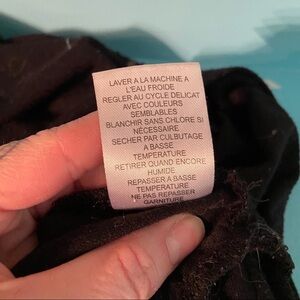 LAVER A LA MACHINE A
L'EAU FROIDE
REGLER AU CYCLE DELICAT
AVEC COULEURS
SEMBLABLES
BLANCHIR SANS CHLORE SI
NÉCESSAIRE
SECHER PAR CULBUTAGE
A BASSE
TEMPERATURE
RETIRER QUAND ENCORE
HUMIDE
REPASSER A BASSE
TEMPERATURE
NE PAS REPASSER
GARNITURE